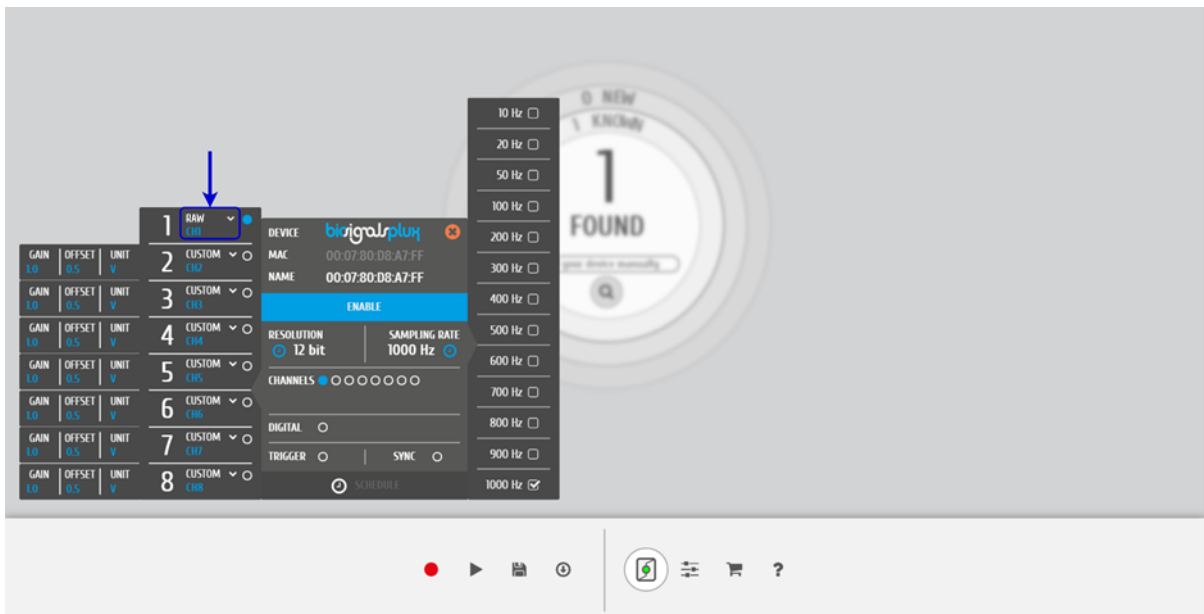 0 NEW
1 KNOWN
1
FOUND
your device manually
1 RAW
CH1
GAIN OFFSET UNIT
1.0 0.5 V
2 CUSTOM
CH2
GAIN OFFSET UNIT
1.0 0.5 V
3 CUSTOM
CH3
GAIN OFFSET UNIT
1.0 0.5 V
4 CUSTOM
CH4
GAIN OFFSET UNIT
1.0 0.5 V
5 CUSTOM
CH5
GAIN OFFSET UNIT
1.0 0.5 V
6 CUSTOM
CH6
GAIN OFFSET UNIT
1.0 0.5 V
7 CUSTOM
CH7
GAIN OFFSET UNIT
1.0 0.5 V
8 CUSTOM
CH8
DEVICE biosignalsplux
MAC 00:07:80:D8:A7:FF
NAME 00:07:80:D8:A7:FF
ENABLE
RESOLUTION
12 bit
SAMPLING RATE
1000 Hz
CHANNELS
DIGITAL
TRIGGER SYNC
SCHEDULE
10 Hz
20 Hz
50 Hz
100 Hz
200 Hz
300 Hz
400 Hz
500 Hz
600 Hz
700 Hz
800 Hz
900 Hz
1000 Hz
?